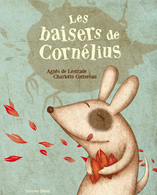 Les
baisers de
Cornélius
Agnès de Lestrade
Charlotte Cottereau